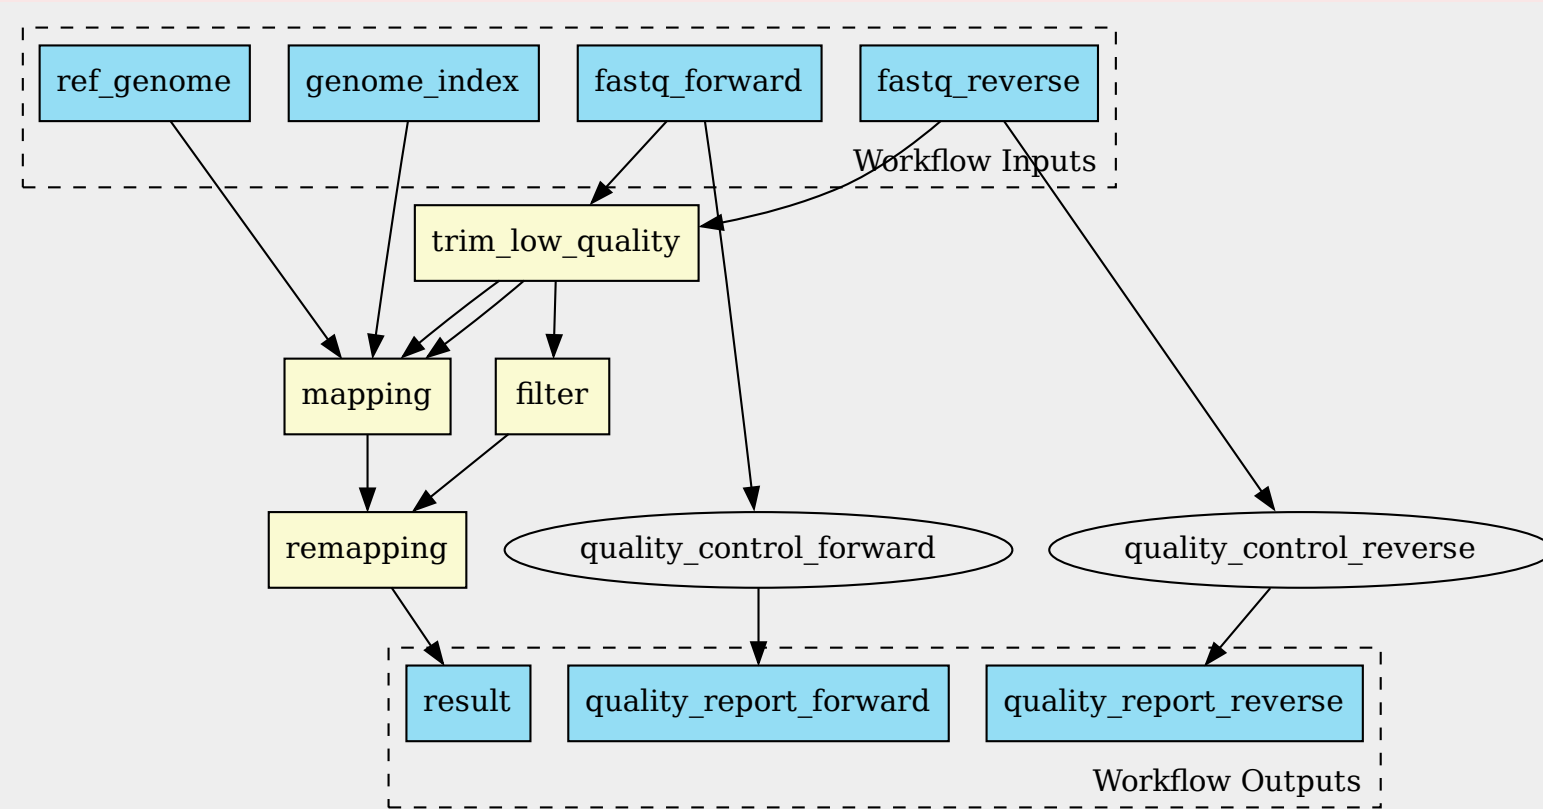 ref_genome
genome_index
fastq_forward
fastq_reverse
Workflow Inputs
trim_low_quality
mapping
filter
remapping
quality_control_forward
quality_control_reverse
result
quality_report_forward
quality_report_reverse
Workflow Outputs